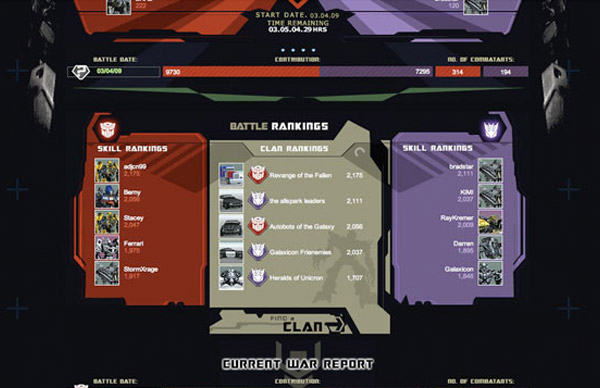 222
120
START DATE. 03.04.09
TIME REMAINING
03.05.04.29 HRS
BATTLE DATE:
CONTRIBUTION:
NO. OF COMBATANTS:
03/04/09
9730
7295
314
194
BATTLE RANKINGS
SKILL RANKINGS
adjcn99
2,175
Berny
2,056
Stacey
2,047
Ferrari
1,975
StormXrage
1,917
CLAN RANKINGS
Revange of the Fallen 2,175
the allspark leaders 2,111
Autobots of the Galaxy 2,056
Galaxicon Frienemies 2,037
Heralds of Unicron 1,707
FIND a
CLAN
SKILL RANKINGS
bradstar
2,111
KIMI
2,037
RayKremer
2,009
Darren
1,895
Galaxicon
1,845
CURRENT WAR REPORT
BATTLE DATE:
CONTRIBUTION:
NO. OF COMBATANTS: